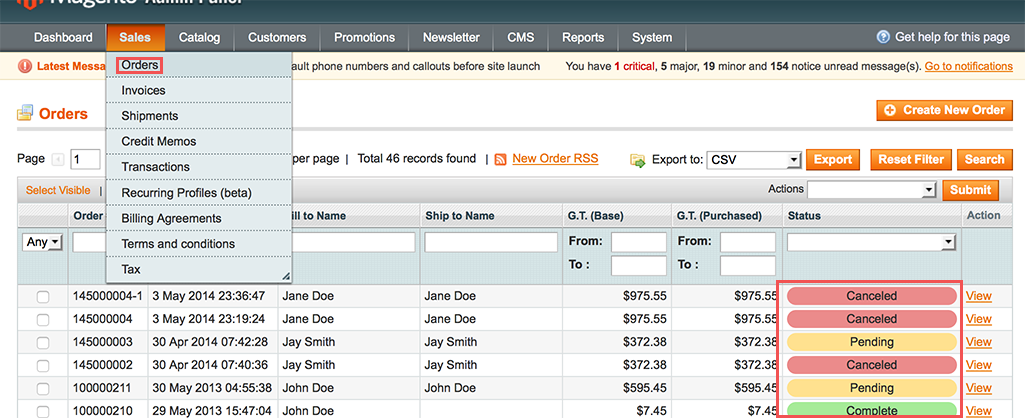 Magento Admin Panel
Dashboard Sales Catalog Customers Promotions Newsletter CMS Reports System Get help for this page
Latest Messa ault phone numbers and callouts before site launch You have 1 critical, 5 major, 19 minor and 154 notice unread message(s). Go to notifications
Orders
Invoices
Shipments
Credit Memos
Transactions
Recurring Profiles (beta)
Billing Agreements
Terms and conditions
Tax
Orders Create New Order
Page 1 per page | Total 46 records found | New Order RSS Export to: CSV Export Reset Filter Search
Select Visible | Actions Submit
Order ill to Name Ship to Name G.T. (Base) G.T. (Purchased) Status Action
Any From: From:
To : To :
145000004-1 3 May 2014 23:36:47 Jane Doe Jane Doe $975.55 $975.55 Canceled View
145000004 3 May 2014 23:19:24 Jane Doe Jane Doe $975.55 $975.55 Canceled View
145000003 30 Apr 2014 07:42:28 Jay Smith Jay Smith $372.38 $372.38 Pending View
145000002 30 Apr 2014 07:40:36 Jay Smith Jay Smith $372.38 $372.38 Canceled View
100000211 30 May 2013 04:55:38 John Doe John Doe $595.45 $595.45 Pending View
100000210 29 May 2013 15:47:04 John Doe $7.45 $7.45 Complete View